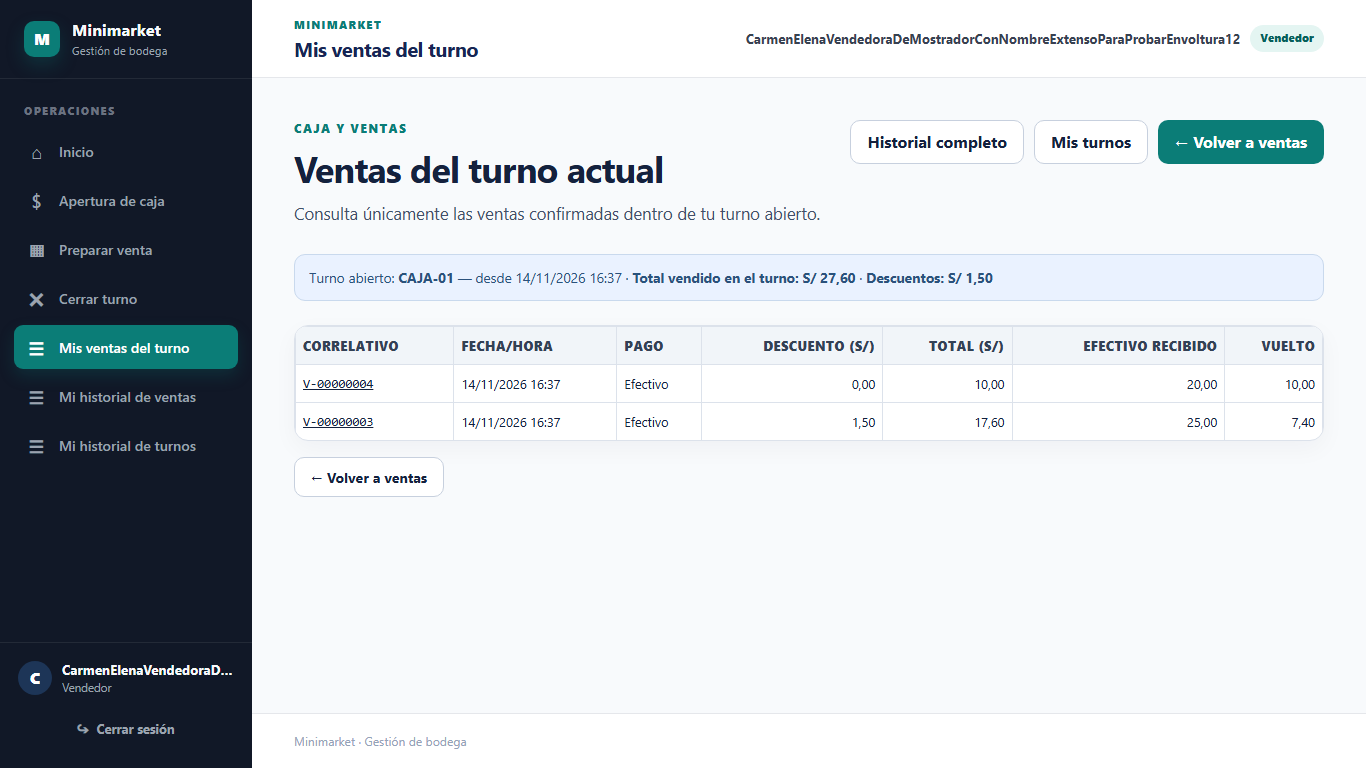 M
Minimarket
Gestión de bodega
OPERACIONES
Inicio
$ Apertura de caja
Preparar venta
Cerrar turno
Mis ventas del turno
Mi historial de ventas
Mi historial de turnos
C
CarmenElenaVendedoraD...
Vendedor
↪ Cerrar sesión
MINIMARKET
Mis ventas del turno
CarmenElenaVendedoraDeMostradorConNombreExtensoParaProbarEnvoltura12 Vendedor
CAJA Y VENTAS
Ventas del turno actual
Consulta únicamente las ventas confirmadas dentro de tu turno abierto.
Historial completo Mis turnos ← Volver a ventas
Turno abierto: CAJA-01 — desde 14/11/2026 16:37 · Total vendido en el turno: S/ 27,60 · Descuentos: S/ 1,50
CORRELATIVO FECHA/HORA PAGO DESCUENTO (S/) TOTAL (S/) EFECTIVO RECIBIDO VUELTO
V-00000004 14/11/2026 16:37 Efectivo 0,00 10,00 20,00 10,00
V-00000003 14/11/2026 16:37 Efectivo 1,50 17,60 25,00 7,40
← Volver a ventas
Minimarket · Gestión de bodega